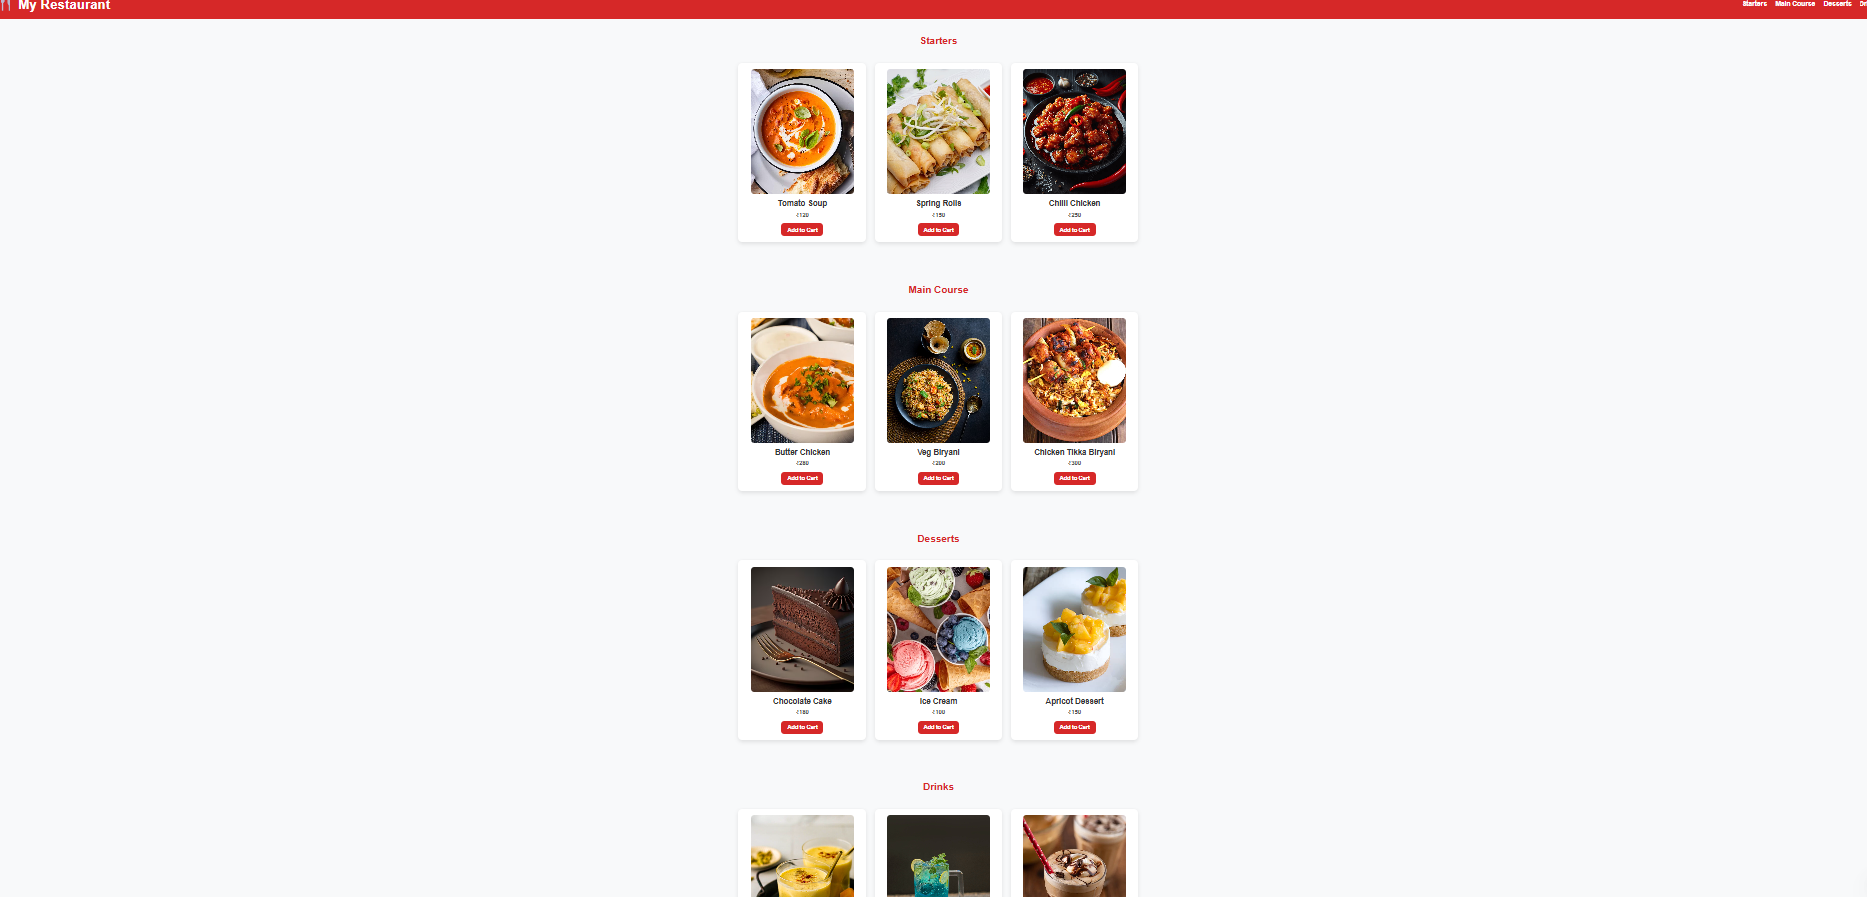 My Restaurant
Starters Main Course Desserts
Starters
Tomato Soup Spring Rolls Chilli Chicken
₹120 ₹150 ₹250
Add to Cart Add to Cart Add to Cart
Main Course
Butter Chicken Veg Biryani Chicken Tikka Biryani
₹280 ₹200 ₹300
Add to Cart Add to Cart Add to Cart
Desserts
Chocolate Cake Ice Cream Apricot Dessert
₹180 ₹100 ₹150
Add to Cart Add to Cart Add to Cart
Drinks